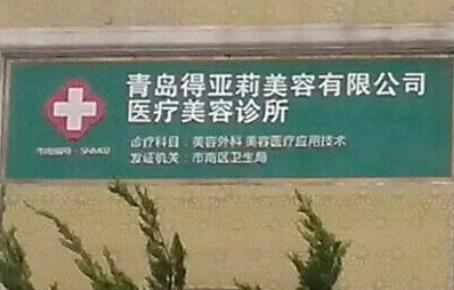 青岛得亚莉美容有限公司
医疗美容诊所
诊疗科目：美容外科 美容医疗应用技术
发证机关：市南区卫生局